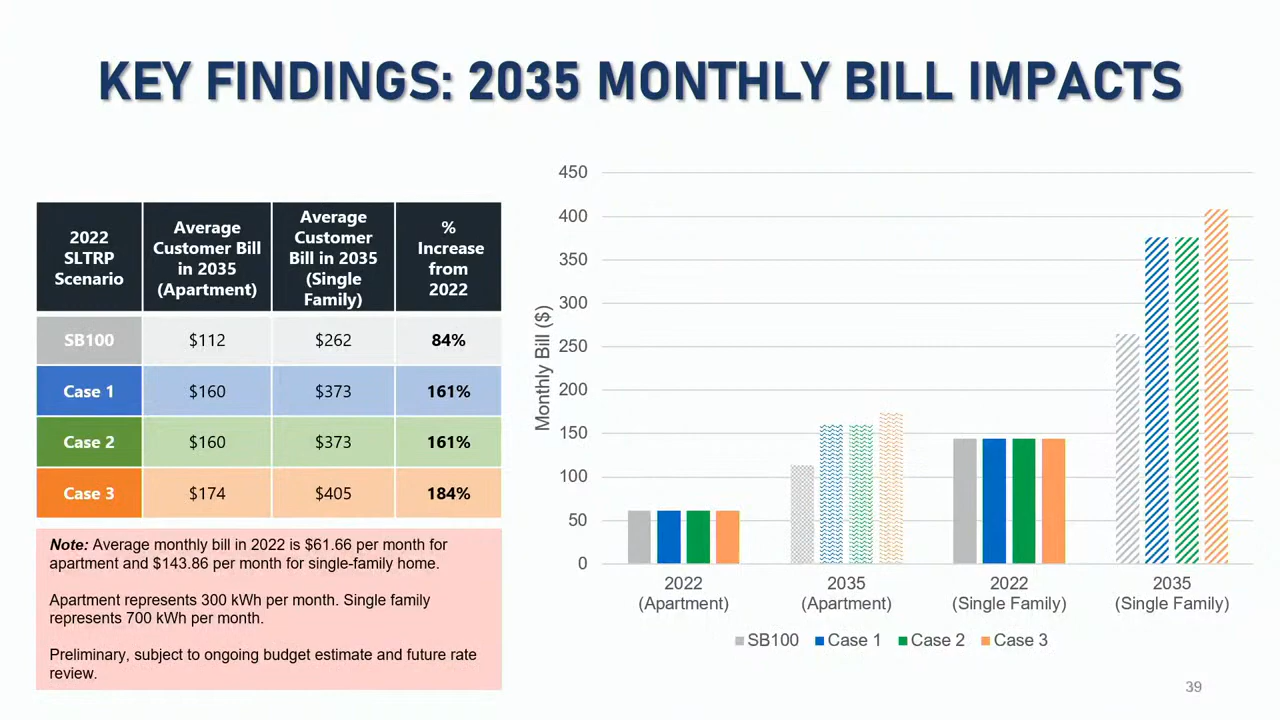 KEY FINDINGS: 2035 MONTHLY BILL IMPACTS
2022
SLTRP
Scenario
Average
Customer Bill
in 2035
(Apartment)
Average
Customer
Bill in 2035
(Single
Family)
%
Increase
from
2022
SB100
$112
$262
84%
Case 1
$160
$373
161%
Case 2
$160
$373
161%
Case 3
$174
$405
184%
Note: Average monthly bill in 2022 is $61.66 per month for
apartment and $143.86 per month for single-family home.
Apartment represents 300 kWh per month. Single family
represents 700 kWh per month.
Preliminary, subject to ongoing budget estimate and future rate
review.
Monthly Bill ($)
450
400
350
300
250
200
150
100
50
0
2022
(Apartment)
2035
(Apartment)
2022
(Single Family)
2035
(Single Family)
SB100
Case 1
Case 2
Case 3
39